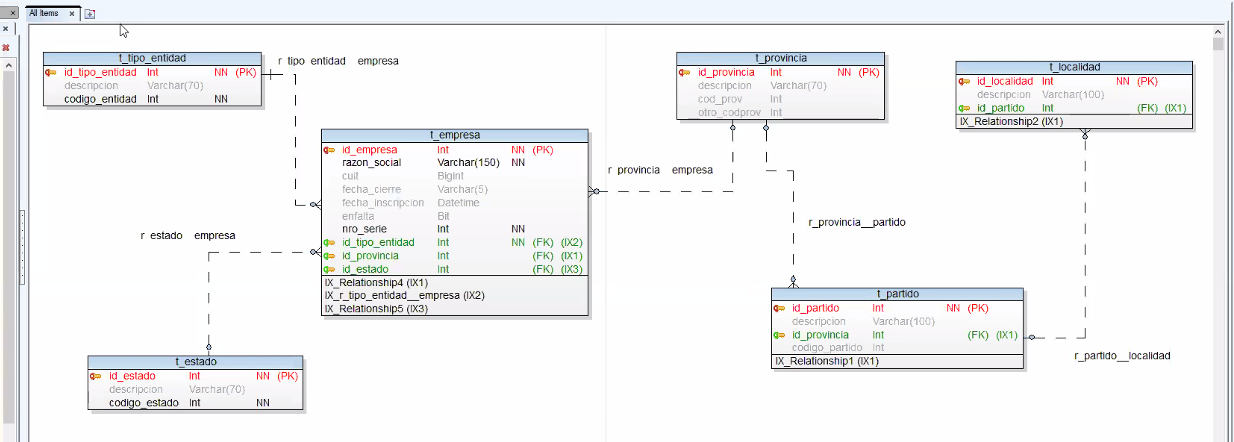 All Items
t_tipo_entidad
id_tipo_entidad Int NN (PK)
descripcion Varchar(70)
codigo_entidad Int NN
r_tipo_entidad__empresa
t_empresa
id_empresa Int NN (PK)
razon_social Varchar(150) NN
cuit Bigint
fecha_cierre Varchar(5)
fecha_inscripcion Datetime
enfalta Bit
nro_serie Int NN
id_tipo_entidad Int NN (FK) (IX2)
id_provincia Int (FK) (IX1)
id_estado Int (FK) (IX3)
IX_Relationship4 (IX1)
IX_r_tipo_entidad__empresa (IX2)
IX_Relationship5 (IX3)
r_estado__empresa
t_estado
id_estado Int NN (PK)
descripcion Varchar(70)
codigo_estado Int NN
t_provincia
id_provincia Int NN (PK)
descripcion Varchar(70)
cod_prov Int
otro_codprov Int
r_provincia__empresa
r_provincia__partido
t_localidad
id_localidad Int NN (PK)
descripcion Varchar(100)
id_partido Int (FK) (IX1)
IX_Relationship2 (IX1)
t_partido
id_partido Int NN (PK)
descripcion Varchar(100)
id_provincia Int (FK) (IX1)
codigo_partido Int
IX_Relationship1 (IX1)
r_partido__localidad